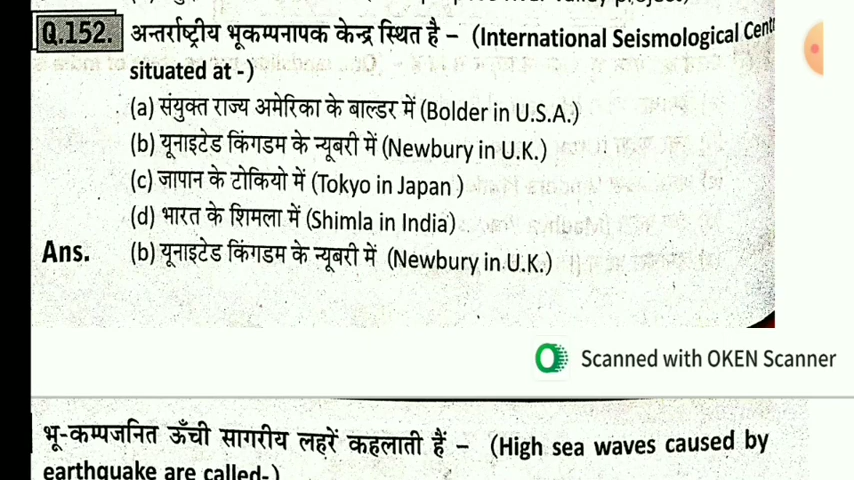 Q.152. अन्तर्राष्ट्रीय भूकम्पनापक केन्द्र स्थित है – (International Seismological Cent
situated at -)
(a) संयुक्त राज्य अमेरिका के बाल्डर में (Bolder in U.S.A.)
(b) यूनाइटेड किंगडम के न्यूबरी में (Newbury in U.K.)
(c) जापान के टोकियो में (Tokyo in Japan )
(d) भारत के शिमला में (Shimla in India)
Ans. (b) यूनाइटेड किंगडम के न्यूबरी में (Newbury in U.K.)
Scanned with OKEN Scanner
भू-कम्पजनित ऊँची सागरीय लहरें कहलाती हैं – (High sea waves caused by
earthquake are called-)